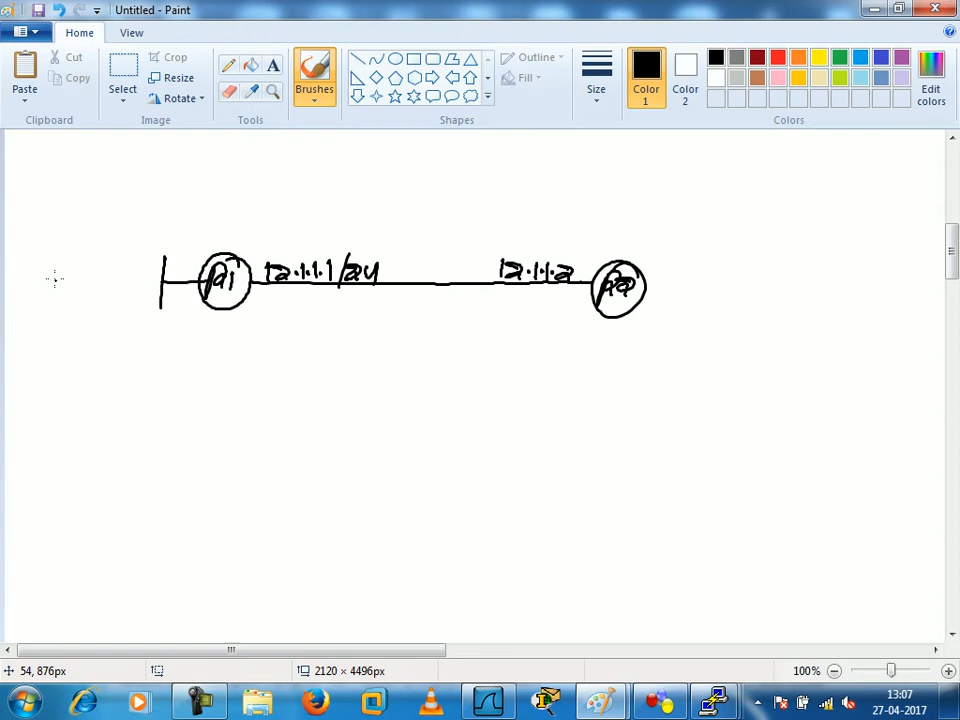 Untitled - Paint
Home
View
Paste
Cut
Copy
Clipboard
Select
Crop
Resize
Rotate
Image
A
Tools
Brushes
Outline
Fill
Shapes
Size
Color 1
Color 2
Edit colors
Colors
12.1.1.1/24
12.1.1.2
R1
R2
54, 876px
2120 × 4496px
100%
13:07
27-04-2017